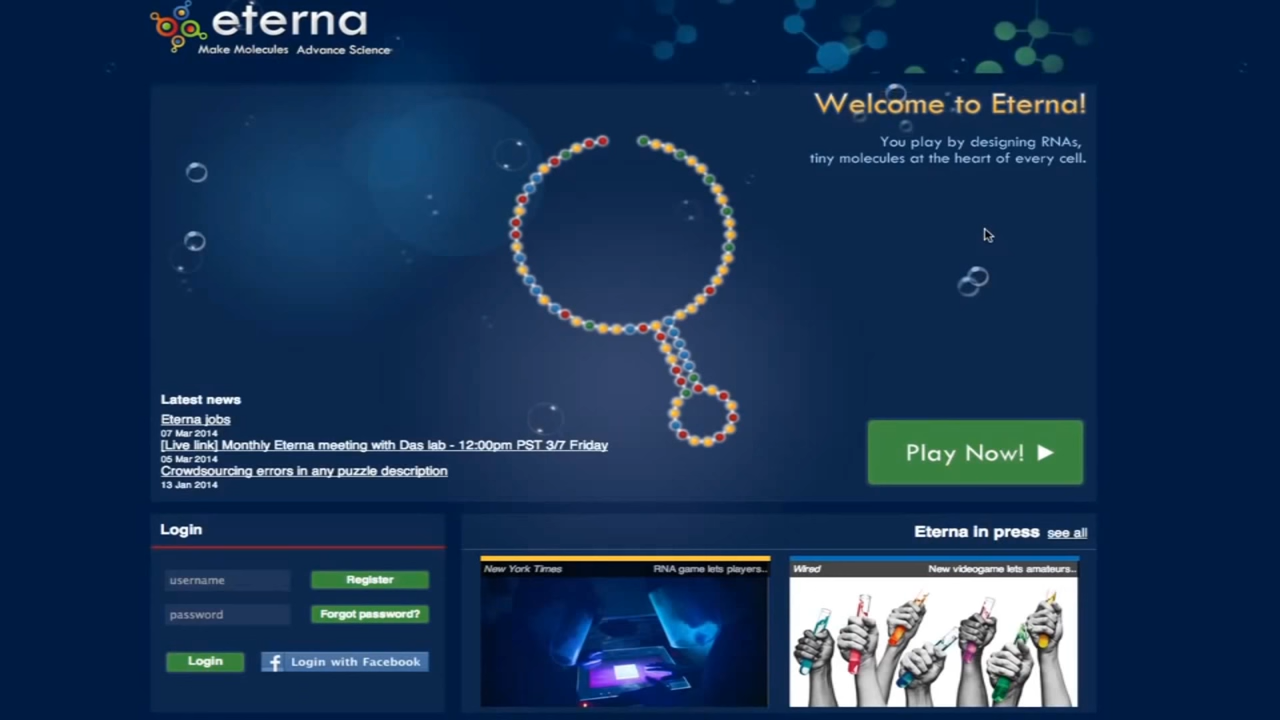 eterna
Make Molecules Advance Science
Welcome to Eterna!
You play by designing RNAs,
tiny molecules at the heart of every cell.
Latest news
Eterna jobs
07 Mar 2014
[Live link] Monthly Eterna meeting with Das lab - 12:00pm PST 3/7 Friday
05 Mar 2014
Crowdsourcing errors in any puzzle description
13 Jan 2014
Play Now!
Login
username
Register
password
Forgot password?
Login
f Login with Facebook
Eterna in press see all
New York Times RNA game lets players..
Wired New videogame lets amateurs..